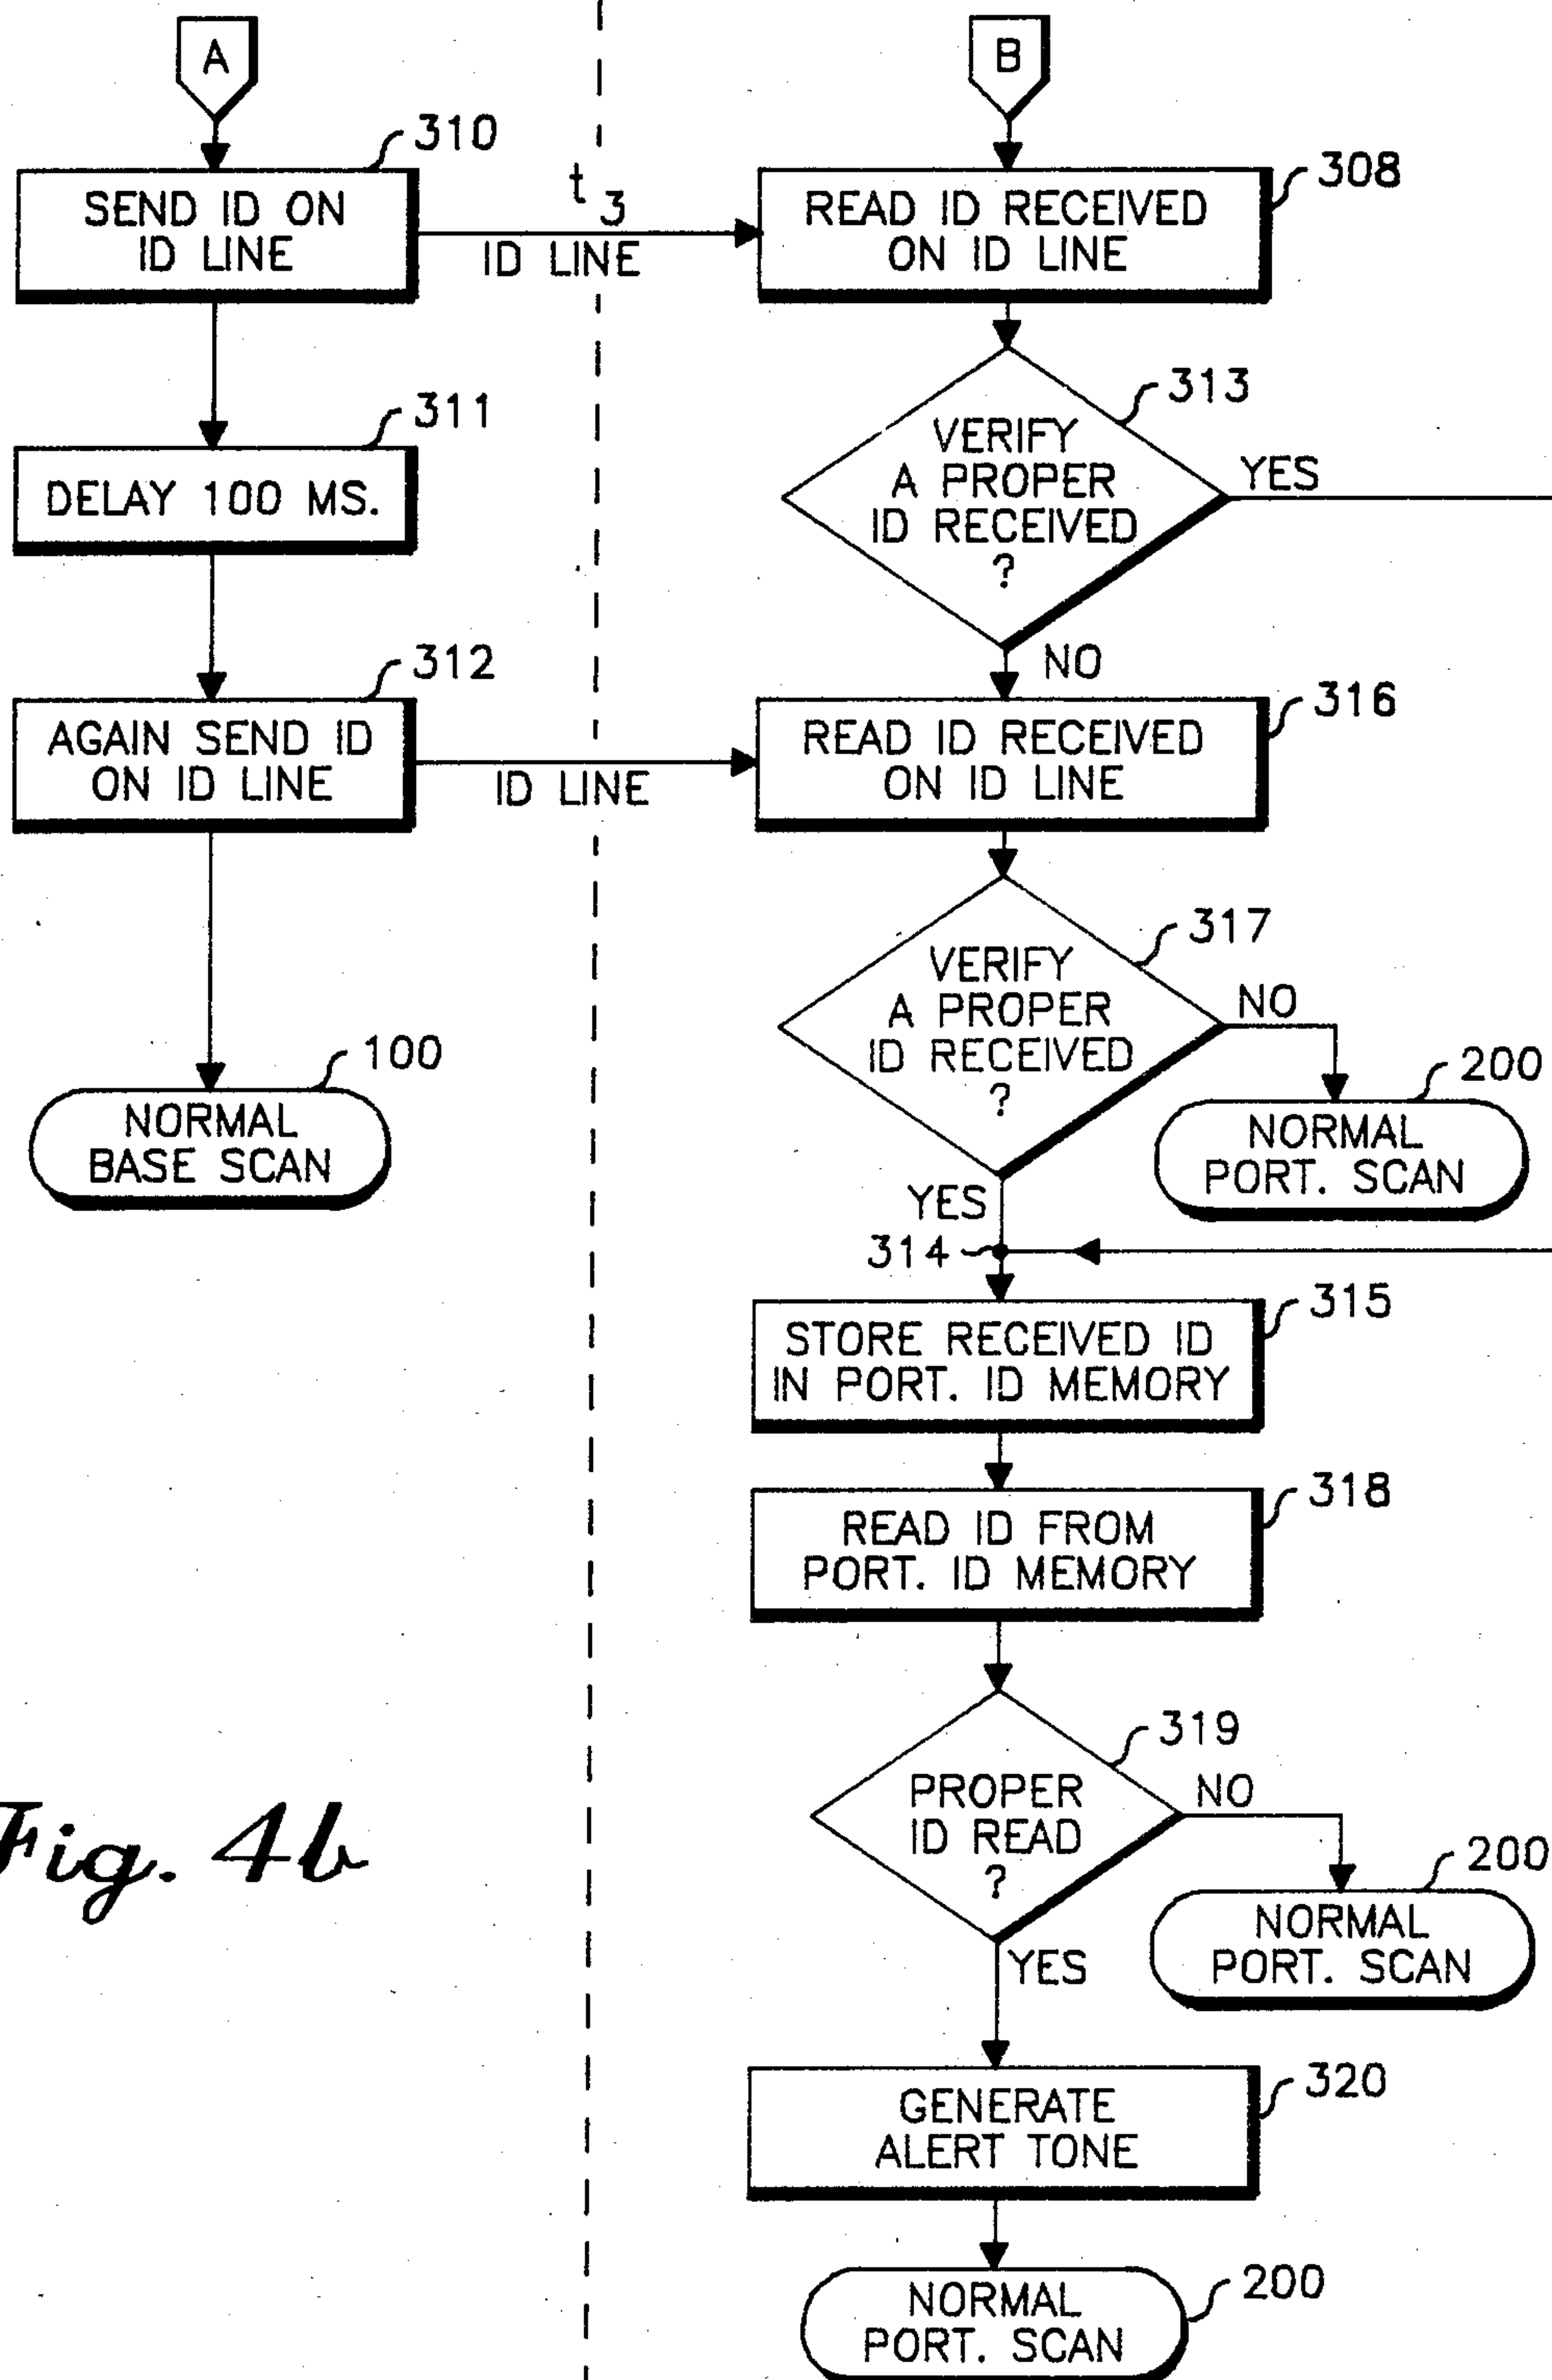 A
310
SEND ID ON
ID LINE
t3
ID LINE
311
DELAY 100 MS.
312
AGAIN SEND ID
ON ID LINE
ID LINE
100
NORMAL
BASE SCAN
B
308
READ ID RECEIVED
ON ID LINE
313
VERIFY
A PROPER
ID RECEIVED
?
YES
NO
316
READ ID RECEIVED
ON ID LINE
317
VERIFY
A PROPER
ID RECEIVED
?
NO
200
NORMAL
PORT. SCAN
YES
314
315
STORE RECEIVED ID
IN PORT. ID MEMORY
318
READ ID FROM
PORT. ID MEMORY
319
PROPER
ID READ
?
NO
200
NORMAL
PORT. SCAN
YES
320
GENERATE
ALERT TONE
200
NORMAL
PORT. SCAN
Fig. 4b